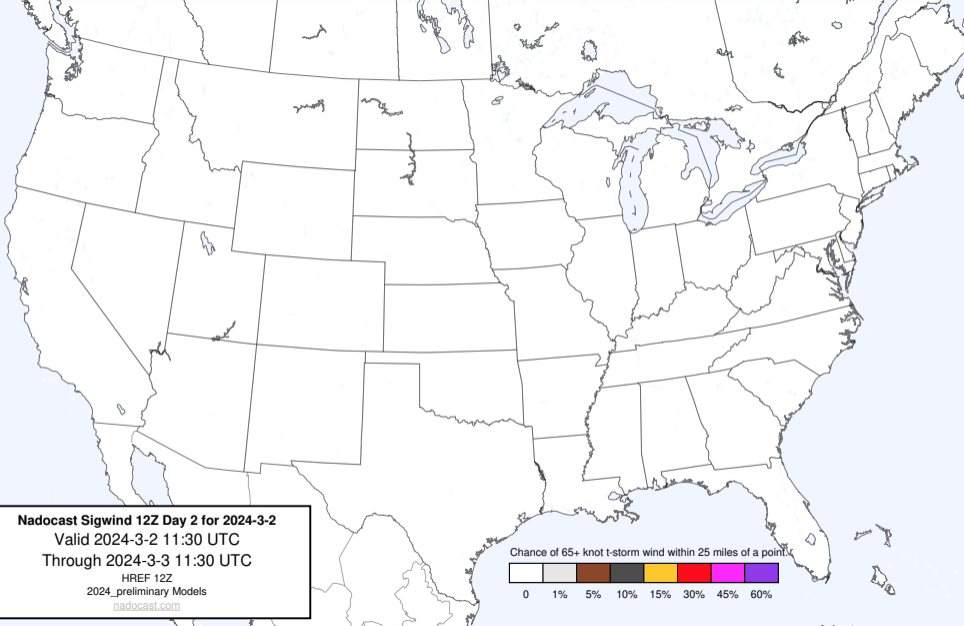 Nadocast Sigwind 12Z Day 2 for 2024-3-2
Valid 2024-3-2 11:30 UTC
Through 2024-3-3 11:30 UTC
HREF 12Z
2024_preliminary Models
nadocast.com
Chance of 65+ knot t-storm wind within 25 miles of a point.
0 1% 5% 10% 15% 30% 45% 60%